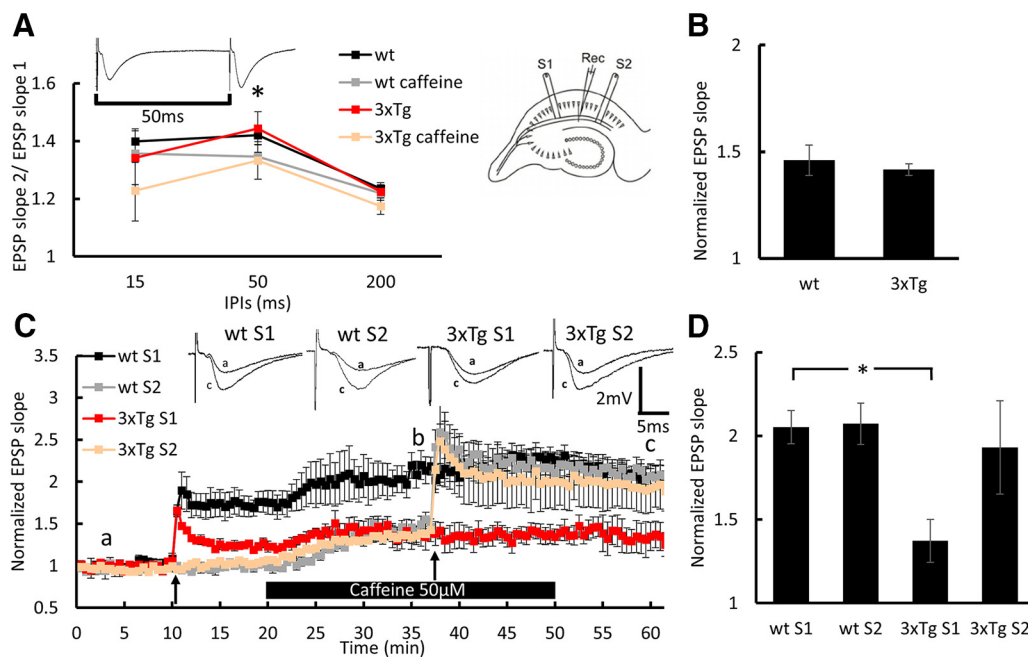 A
EPSP slope 2/ EPSP slope 1
1.6
1.4
1.2
1
50ms
*
wt
wt caffeine
3xTg
3xTg caffeine
15
50
200
IPIs (ms)
S1
Rec
S2
B
Normalized EPSP slope
2
1.5
1
wt
3xTg
C
Normalized EPSP slope
3.5
3
2.5
2
1.5
1
0.5
wt S1
wt S2
3xTg S1
3xTg S2
wt S1
wt S2
3xTg S1
3xTg S2
a
c
a
c
a
c
a
c
2mV
5ms
a
b
c
Caffeine 50µM
0
5
10
15
20
25
30
35
40
45
50
55
60
Time (min)
D
Normalized EPSP slope
2.5
2
1.5
1
*
wt S1
wt S2
3xTg S1
3xTg S2